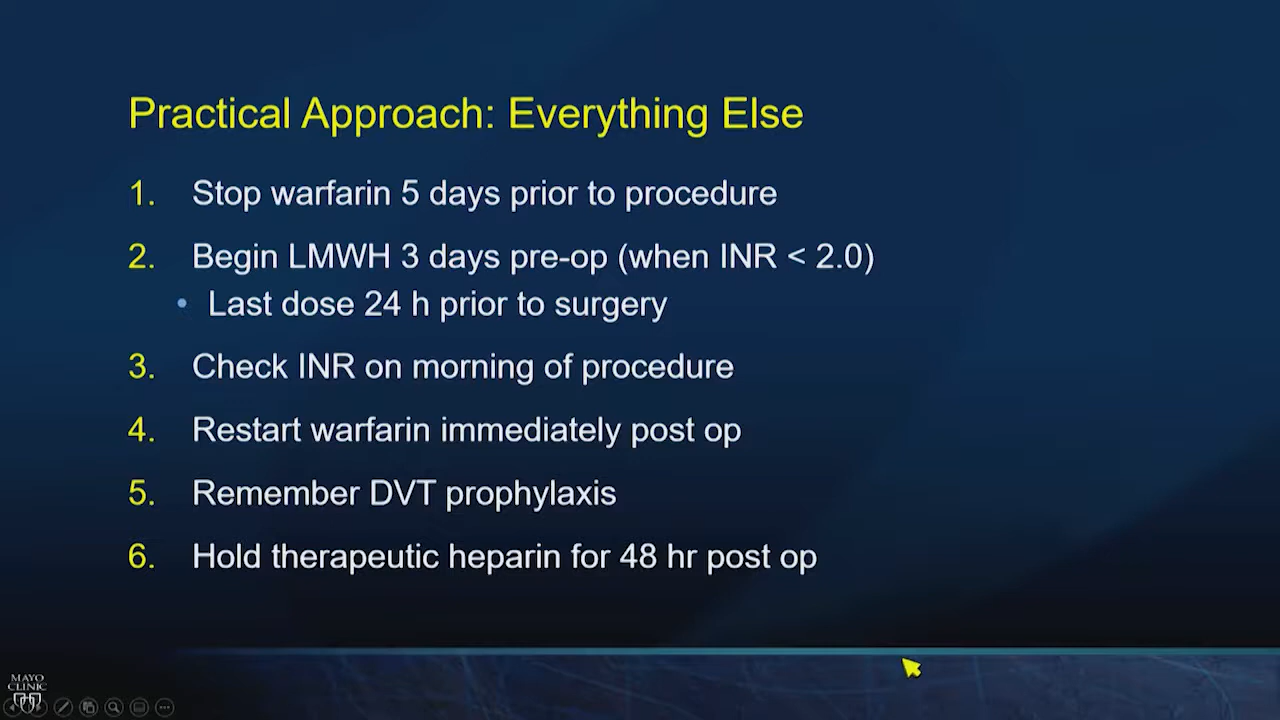 Practical Approach: Everything Else
1. Stop warfarin 5 days prior to procedure
2. Begin LMWH 3 days pre-op (when INR < 2.0)
• Last dose 24 h prior to surgery
3. Check INR on morning of procedure
4. Restart warfarin immediately post op
5. Remember DVT prophylaxis
6. Hold therapeutic heparin for 48 hr post op
MAYO
CLINIC